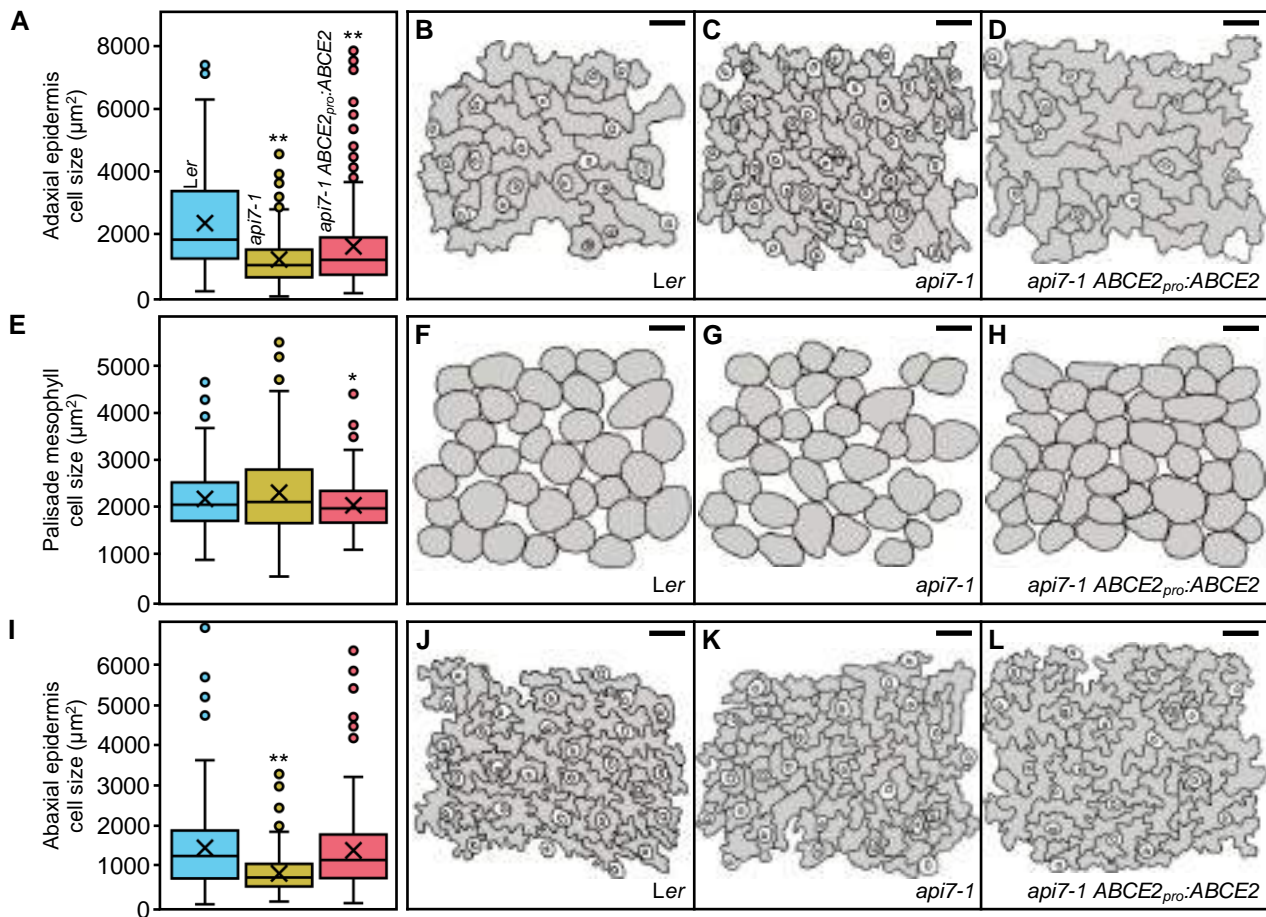 A
Adaxial epidermis
cell size (µm²)
8000
6000
4000
2000
0
Ler
**
api7-1
**
api7-1 ABCE2pro:ABCE2
B
Ler
C
api7-1
D
api7-1 ABCE2pro:ABCE2
E
Palisade mesophyll
cell size (µm²)
5000
4000
3000
2000
1000
0
*
F
Ler
G
api7-1
H
api7-1 ABCE2pro:ABCE2
I
Abaxial epidermis
cell size (µm²)
6000
5000
4000
3000
2000
1000
0
**
J
Ler
K
api7-1
L
api7-1 ABCE2pro:ABCE2